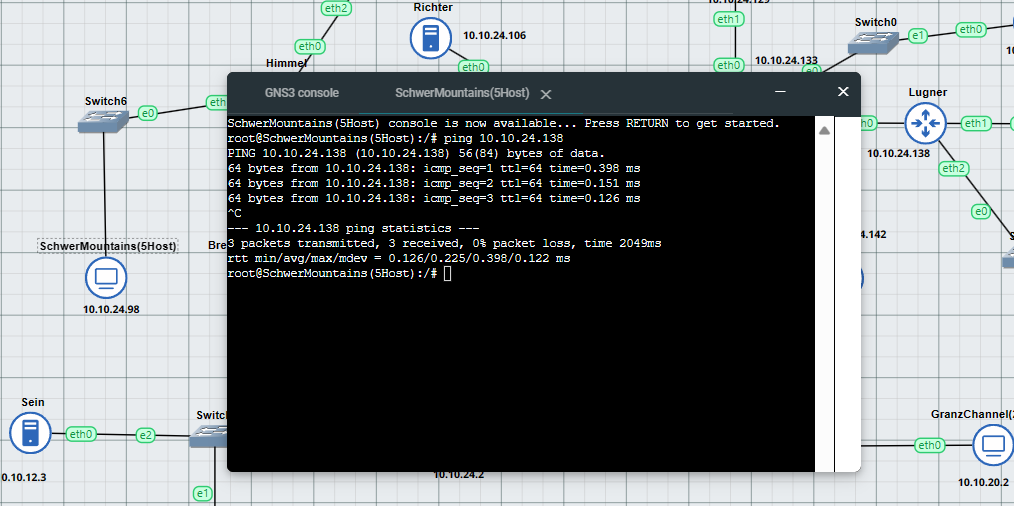 eth2
Richter
10.10.24.106
eth0
eth0
Himmel
eth1
eth0
10.10.24.133
Switch0
e1
eth0
Switch6
e0
GNS3 console
SchwerMountains(5Host)
SchwerMountains(5Host) console is now available... Press RETURN to get started.
root@SchwerMountains(5Host):/# ping 10.10.24.138
PING 10.10.24.138 (10.10.24.138) 56(84) bytes of data.
64 bytes from 10.10.24.138: icmp_seq=1 ttl=64 time=0.398 ms
64 bytes from 10.10.24.138: icmp_seq=2 ttl=64 time=0.151 ms
64 bytes from 10.10.24.138: icmp_seq=3 ttl=64 time=0.126 ms
^C
--- 10.10.24.138 ping statistics ---
3 packets transmitted, 3 received, 0% packet loss, time 2049ms
rtt min/avg/max/mdev = 0.126/0.225/0.398/0.122 ms
root@SchwerMountains(5Host):/#
Lugner
eth1
10.10.24.138
eth2
e0
SchwerMountains(5Host)
10.10.24.98
Sein
eth0
e2
0.10.12.3
e1
10.10.24.2
eth0
10.10.20.2